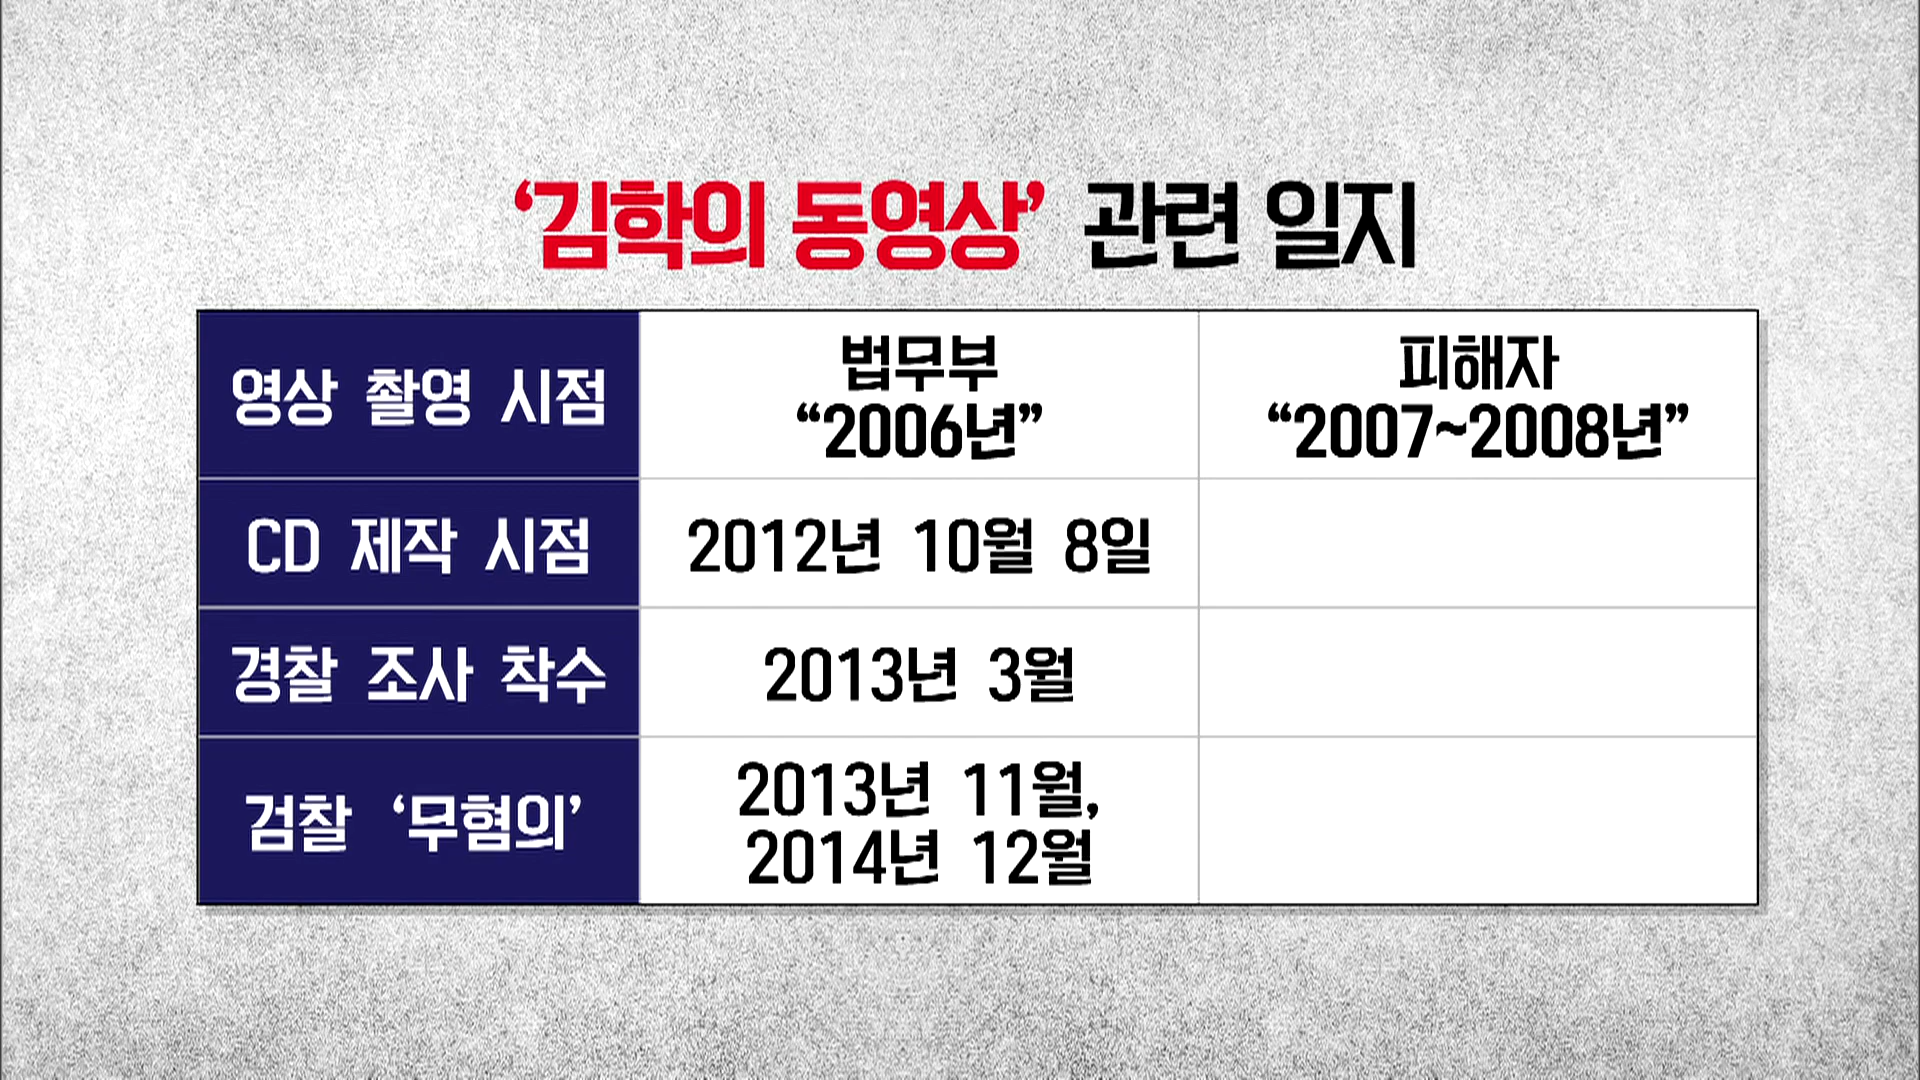 ‘김학의 동영상’ 관련 일지
영상 촬영 시점
법무부
“2006년”
피해자
“2007~2008년”
CD 제작 시점
2012년 10월 8일
경찰 조사 착수
2013년 3월
검찰 ‘무혐의’
2013년 11월,
2014년 12월